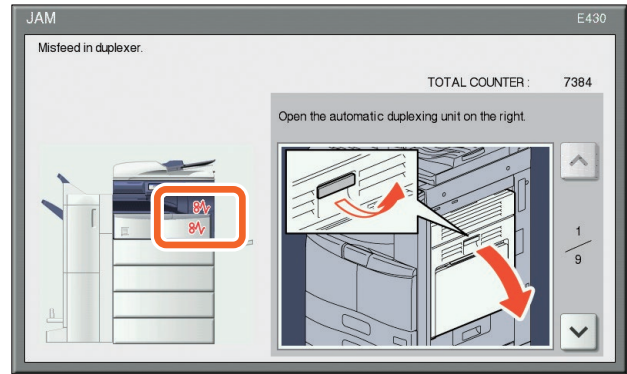 JAM
E430
Misfeed in duplexer.
TOTAL COUNTER : 7384
Open the automatic duplexing unit on the right.
1
9